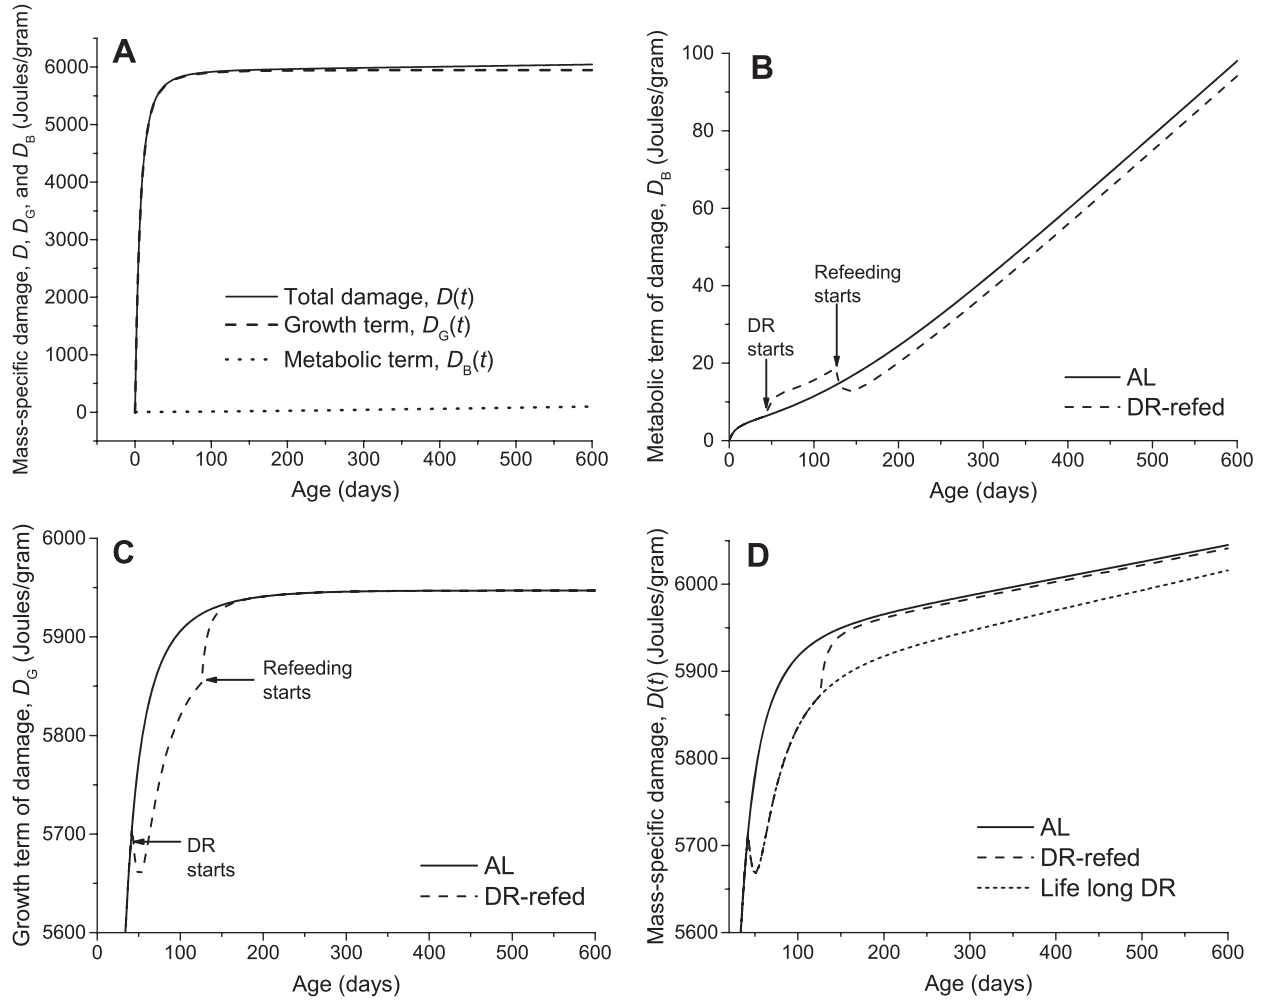 A
Mass-specific damage, D, D_G, and D_B (Joules/gram)
6000
5000
4000
3000
2000
1000
0
Total damage, D(t)
Growth term, D_G(t)
Metabolic term, D_B(t)
0 100 200 300 400 500 600
Age (days)
B
Metabolic term of damage, D_B (Joules/gram)
100
80
60
40
20
0
Refeeding
starts
DR
starts
AL
DR-refed
0 100 200 300 400 500 600
Age (days)
C
Growth term of damage, D_G (Joules/gram)
6000
5900
5800
5700
5600
Refeeding
starts
DR
starts
AL
DR-refed
0 100 200 300 400 500 600
Age (days)
D
Mass-specific damage, D(t) (Joules/gram)
6000
5900
5800
5700
5600
AL
DR-refed
Life long DR
100 200 300 400 500 600
Age (days)